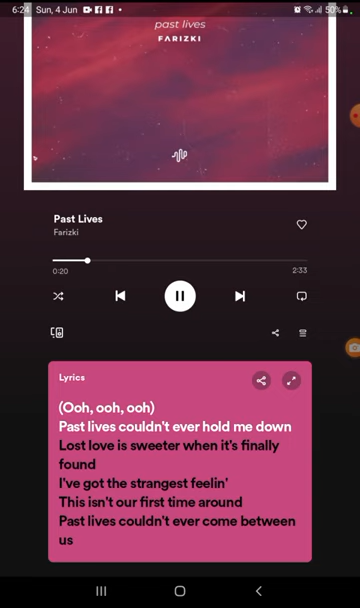 6:24 Sun, 4 Jun 50%
past lives
FARIZKI
Past Lives
Farizki
0:20 2:33
Lyrics
(Ooh, ooh, ooh)
Past lives couldn't ever hold me down
Lost love is sweeter when it's finally
found
I've got the strangest feelin'
This isn't our first time around
Past lives couldn't ever come between
us